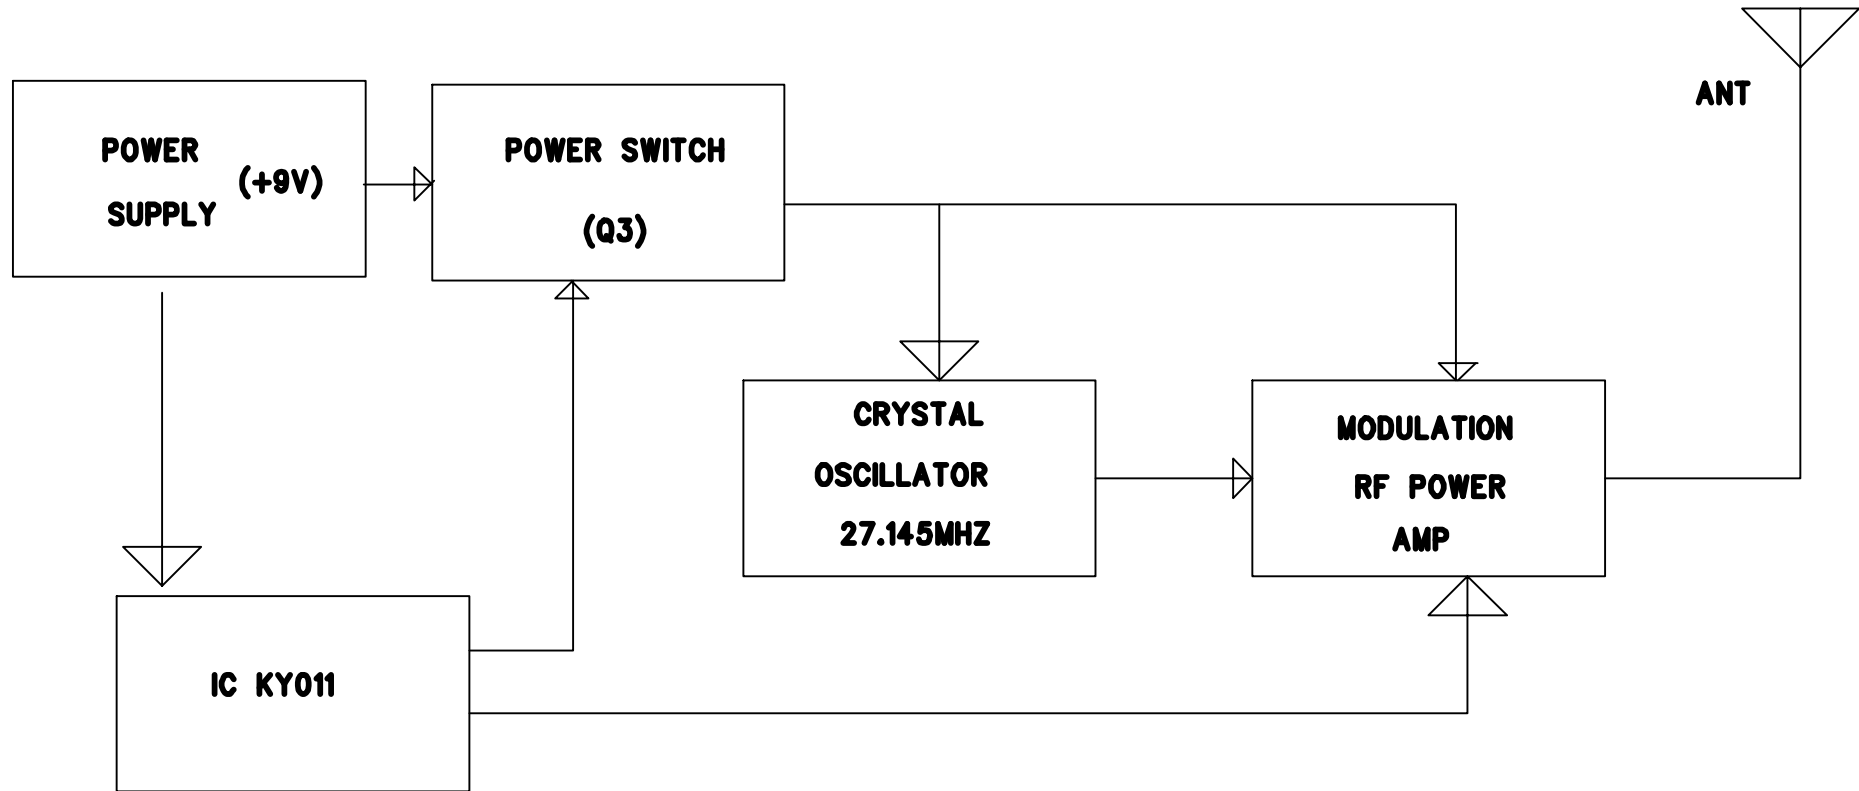 ANT
POWER
(+9V)
SUPPLY
POWER SWITCH
(Q3)
CRYSTAL
OSCILLATOR
27.145MHZ
MODULATION
RF POWER
AMP
IC KY011